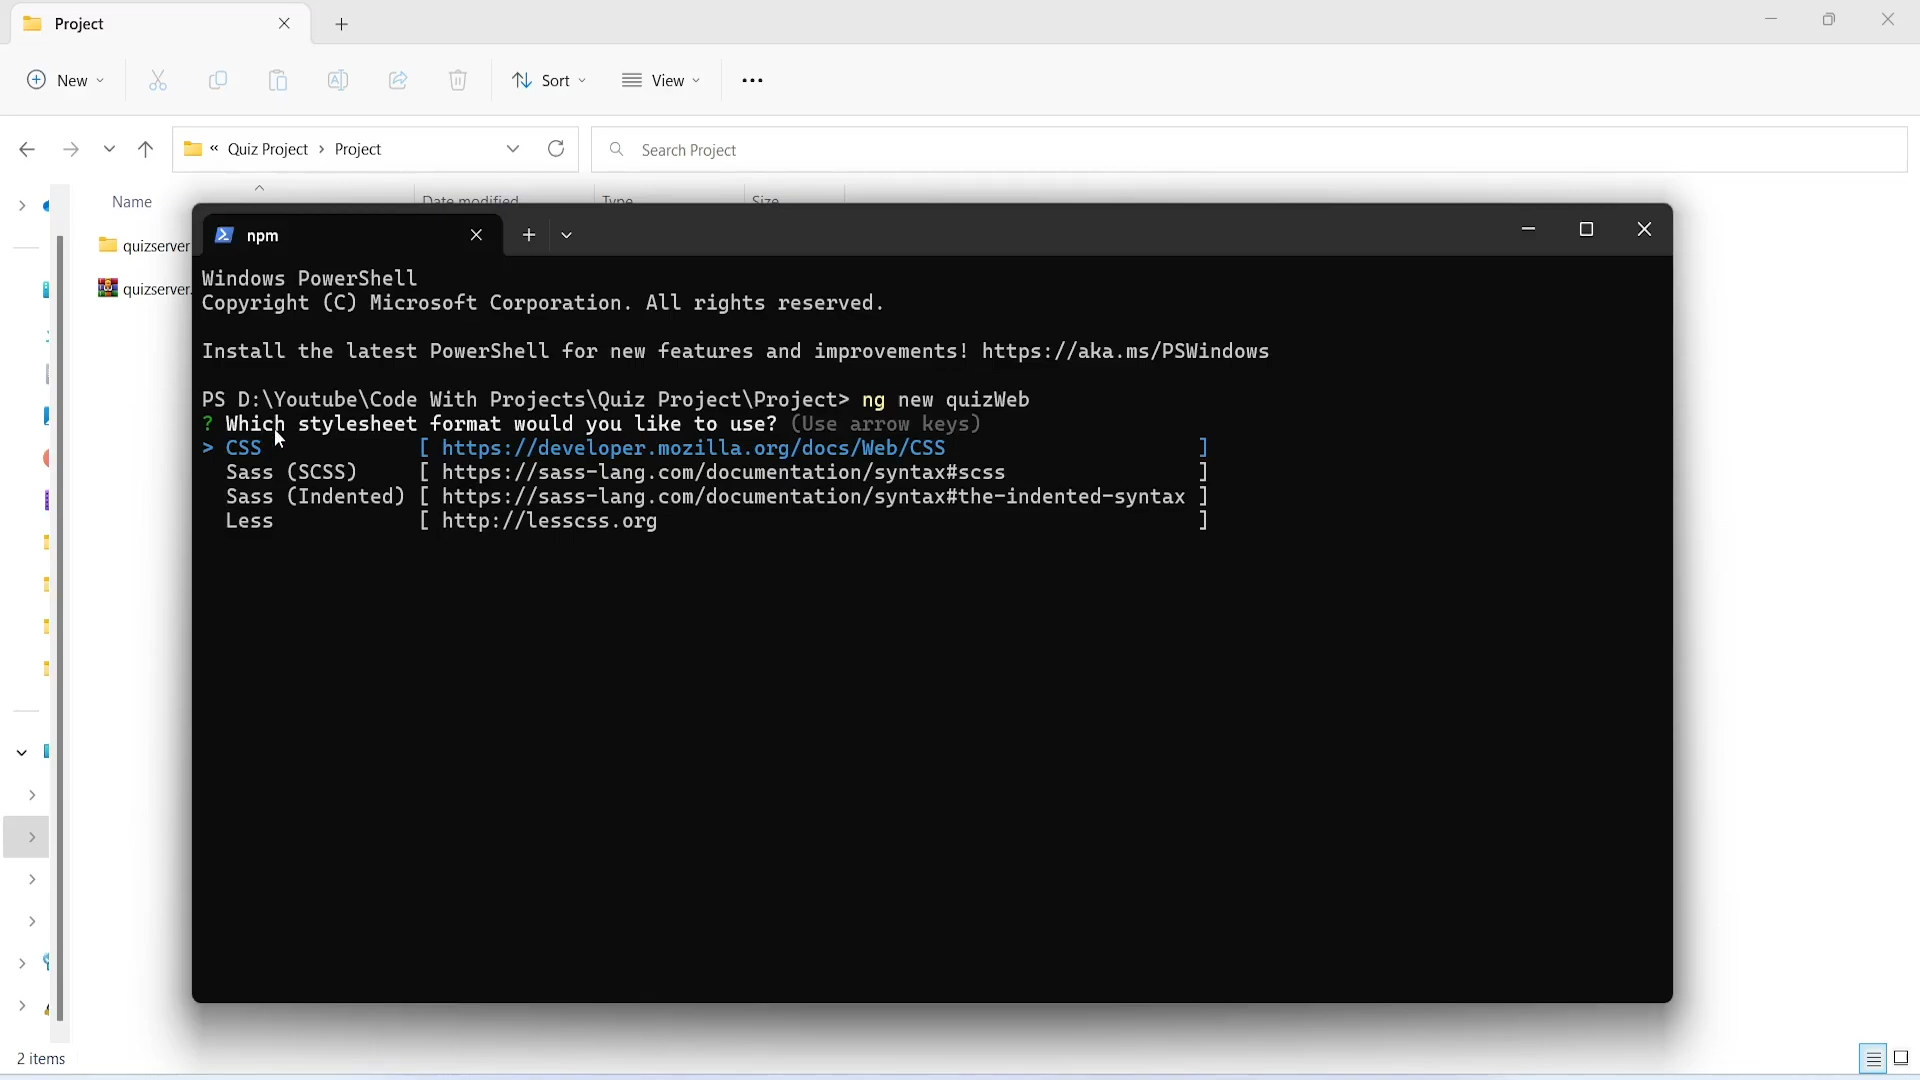 Project
New
Sort
View
«
Quiz Project > Project
Search Project
Name
Date modified
Type
Size
quizserver
quizserver.
npm
Windows PowerShell
Copyright (C) Microsoft Corporation. All rights reserved.
Install the latest PowerShell for new features and improvements! https://aka.ms/PSWindows
PS D:\Youtube\Code With Projects\Quiz Project\Project> ng new quizWeb
? Which stylesheet format would you like to use? (Use arrow keys)
> CSS [ https://developer.mozilla.org/docs/Web/CSS ]
Sass (SCSS) [ https://sass-lang.com/documentation/syntax#scss ]
Sass (Indented) [ https://sass-lang.com/documentation/syntax#the-indented-syntax ]
Less [ http://lesscss.org ]
2 items